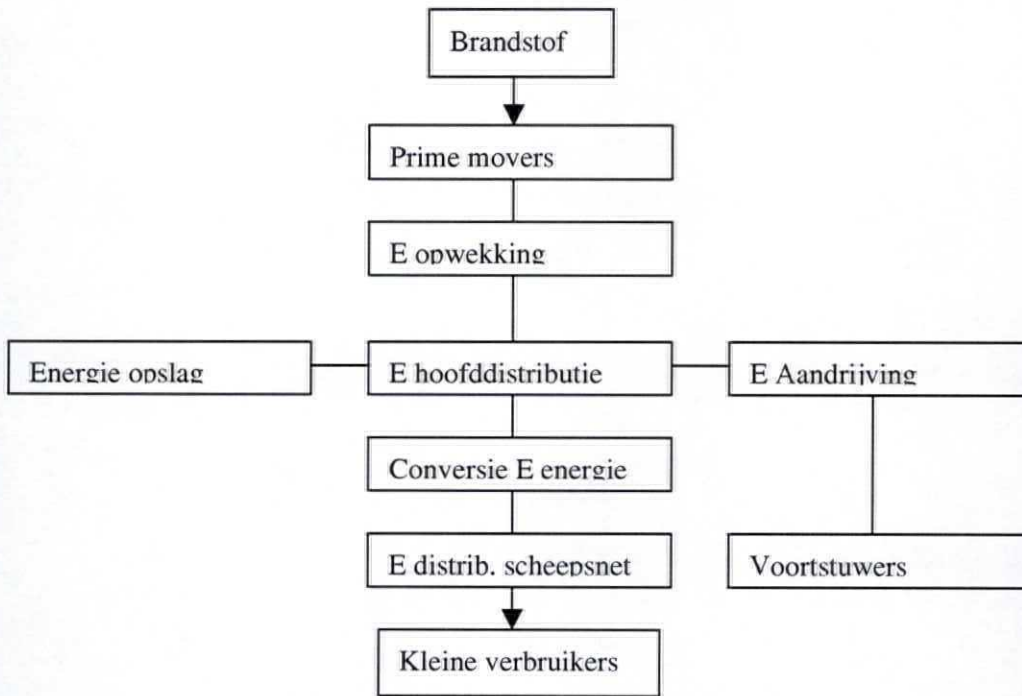 Brandstof
Prime movers
E opwekking
Energie opslag
E hoofddistributie
E Aandrijving
Conversie E energie
E distrib. scheepsnet
Voortstuwers
Kleine verbruikers